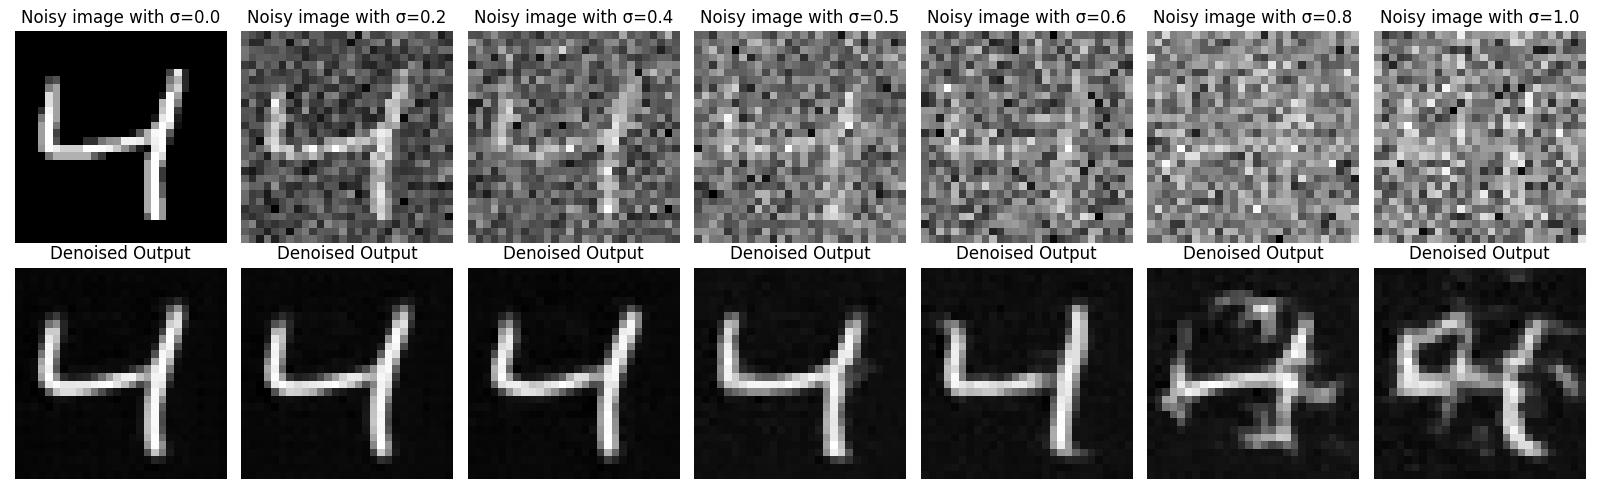 Noisy image with σ=0.0 Noisy image with σ=0.2 Noisy image with σ=0.4 Noisy image with σ=0.5 Noisy image with σ=0.6 Noisy image with σ=0.8 Noisy image with σ=1.0
Denoised Output Denoised Output Denoised Output Denoised Output Denoised Output Denoised Output Denoised Output